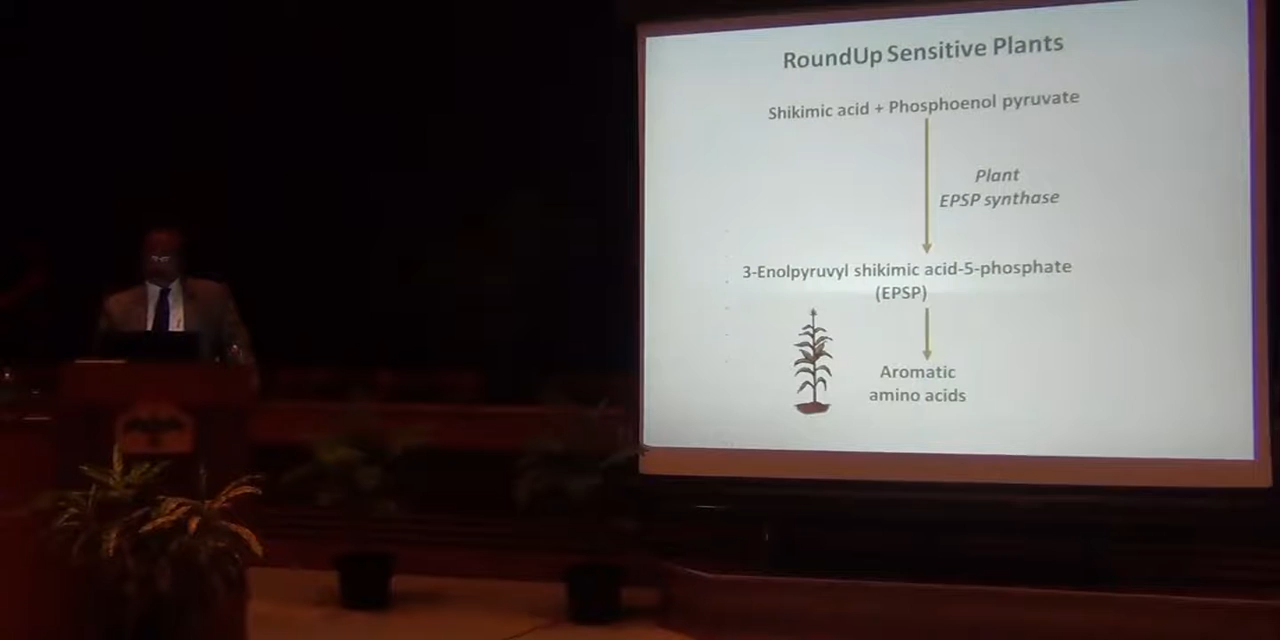 RoundUp Sensitive Plants
Shikimic acid + Phosphoenol pyruvate
Plant
EPSP synthase
3-Enolpyruvyl shikimic acid-5-phosphate
(EPSP)
Aromatic
amino acids